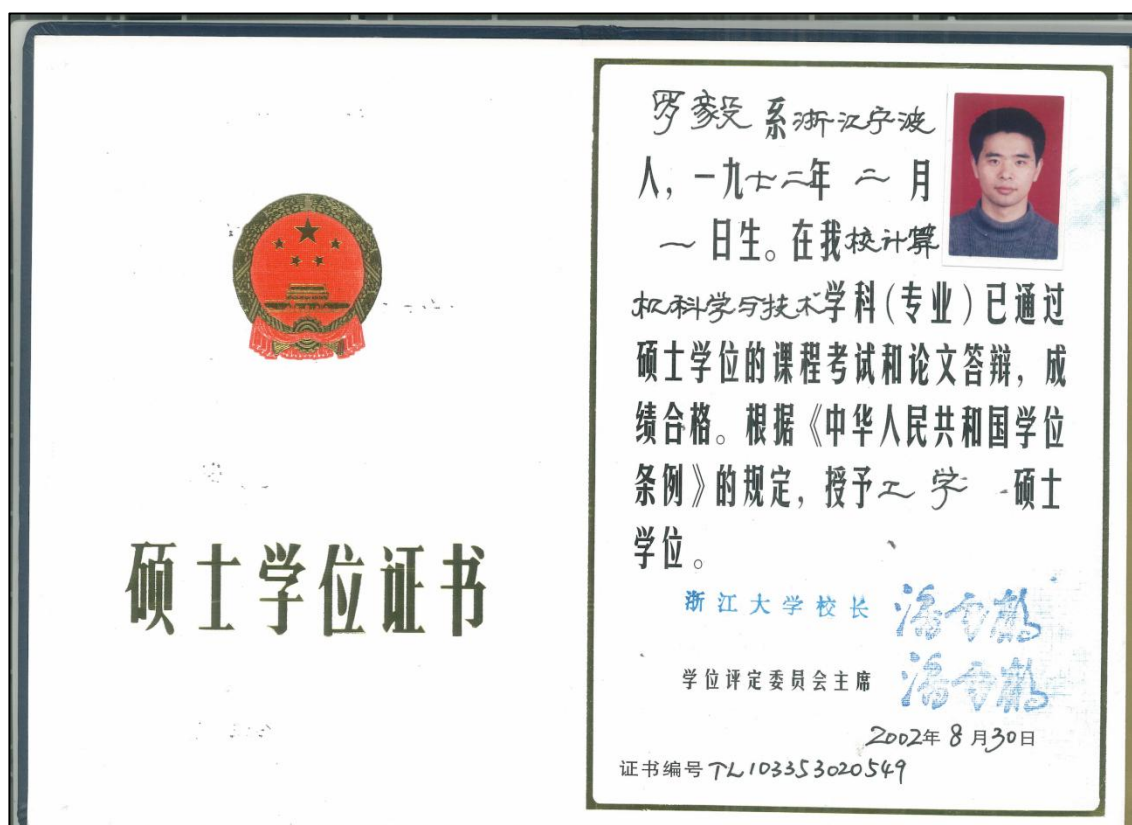 硕士学位证书
罗毅系浙江宁波
人，一九七二年 二 月
一日生。在我校计算
机科学与技术学科（专业）已通过
硕士学位的课程考试和论文答辩，成
绩合格。根据《中华人民共和国学位
条例》的规定，授予工学 硕士
学位。
浙江大学校长 潘云鹤
学位评定委员会主席 潘云鹤
2002年8月30日
证书编号TL103353020549